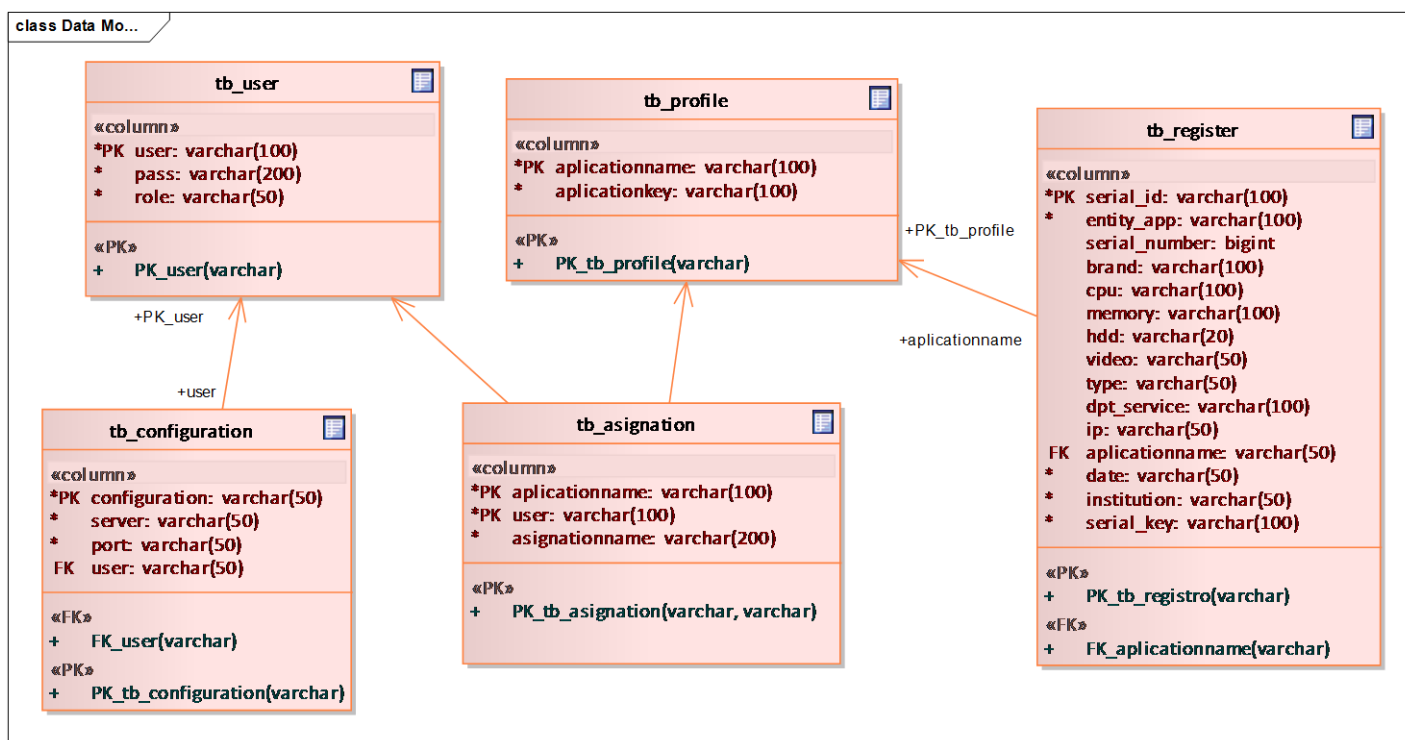 class Data Mo...
tb_user
«column»
*PK user: varchar(100)
* pass: varchar(200)
* role: varchar(50)
«PK»
+ PK_user(varchar)
tb_profile
«column»
*PK aplicationname: varchar(100)
* aplicationkey: varchar(100)
«PK»
+ PK_tb_profile(varchar)
tb_register
«column»
*PK serial_id: varchar(100)
* entity_app: varchar(100)
serial_number: bigint
brand: varchar(100)
cpu: varchar(100)
memory: varchar(100)
hdd: varchar(20)
video: varchar(50)
type: varchar(50)
dpt_service: varchar(100)
ip: varchar(50)
FK aplicationname: varchar(50)
* date: varchar(50)
* institution: varchar(50)
* serial_key: varchar(100)
«PK»
+ PK_tb_registro(varchar)
«FK»
+ FK_aplicationname(varchar)
+PK_tb_profile
+aplicationname
+PK_user
+user
tb_configuration
«column»
*PK configuration: varchar(50)
* server: varchar(50)
* port: varchar(50)
FK user: varchar(50)
«FK»
+ FK_user(varchar)
«PK»
+ PK_tb_configuration(varchar)
tb_asignation
«column»
*PK aplicationname: varchar(100)
*PK user: varchar(100)
* asignationname: varchar(200)
«PK»
+ PK_tb_asignation(varchar, varchar)